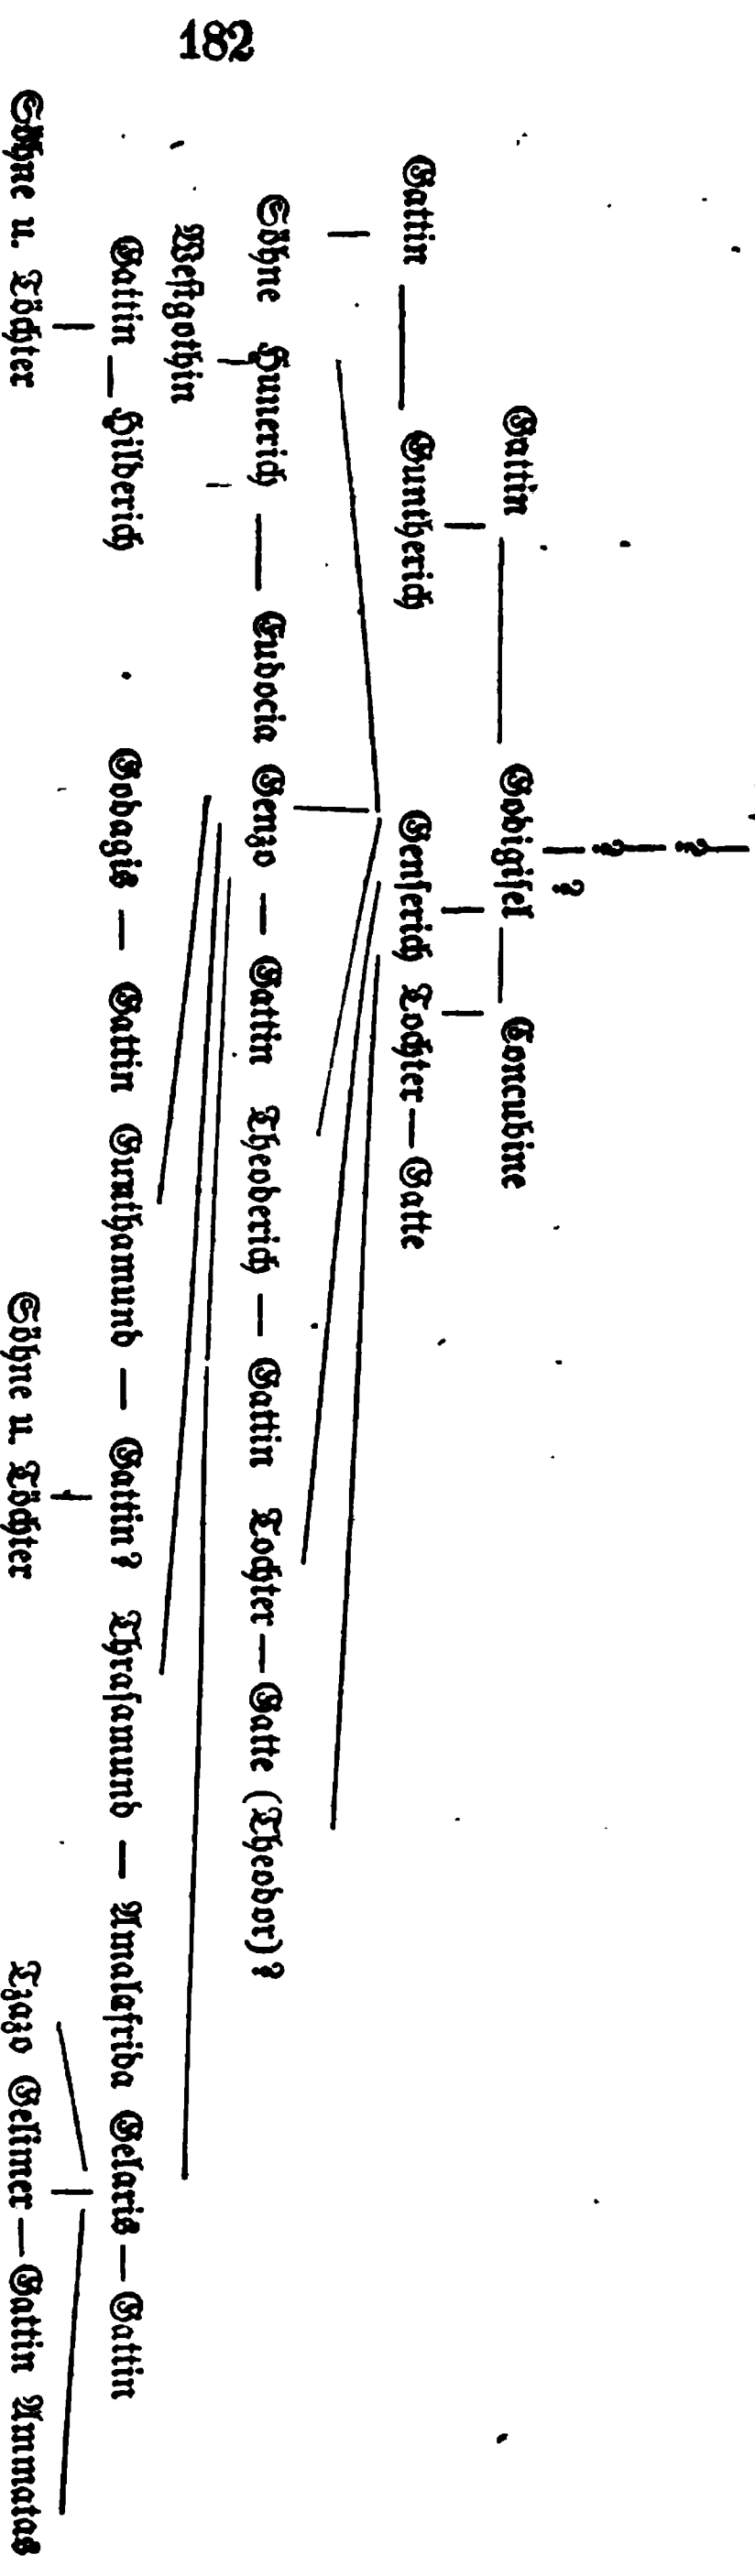 182
? ? ?
Gattin — Godigisel — Concubine
Gattin — Guntherich Genserich Tochter — Gatte
Söhne Hunerich — Eudocia Genzo — Gattin Theoderich — Gattin Tochter — Gatte (Theodor)?
Westgothin
Gattin — Hilderich Godagis — Gattin Gunthamund — Gattin? Thrasamund — Amalafrida Gelaris — Gattin
Söhne u. Töchter Söhne u. Töchter Tzazo Gelimer — Gattin Ammatas